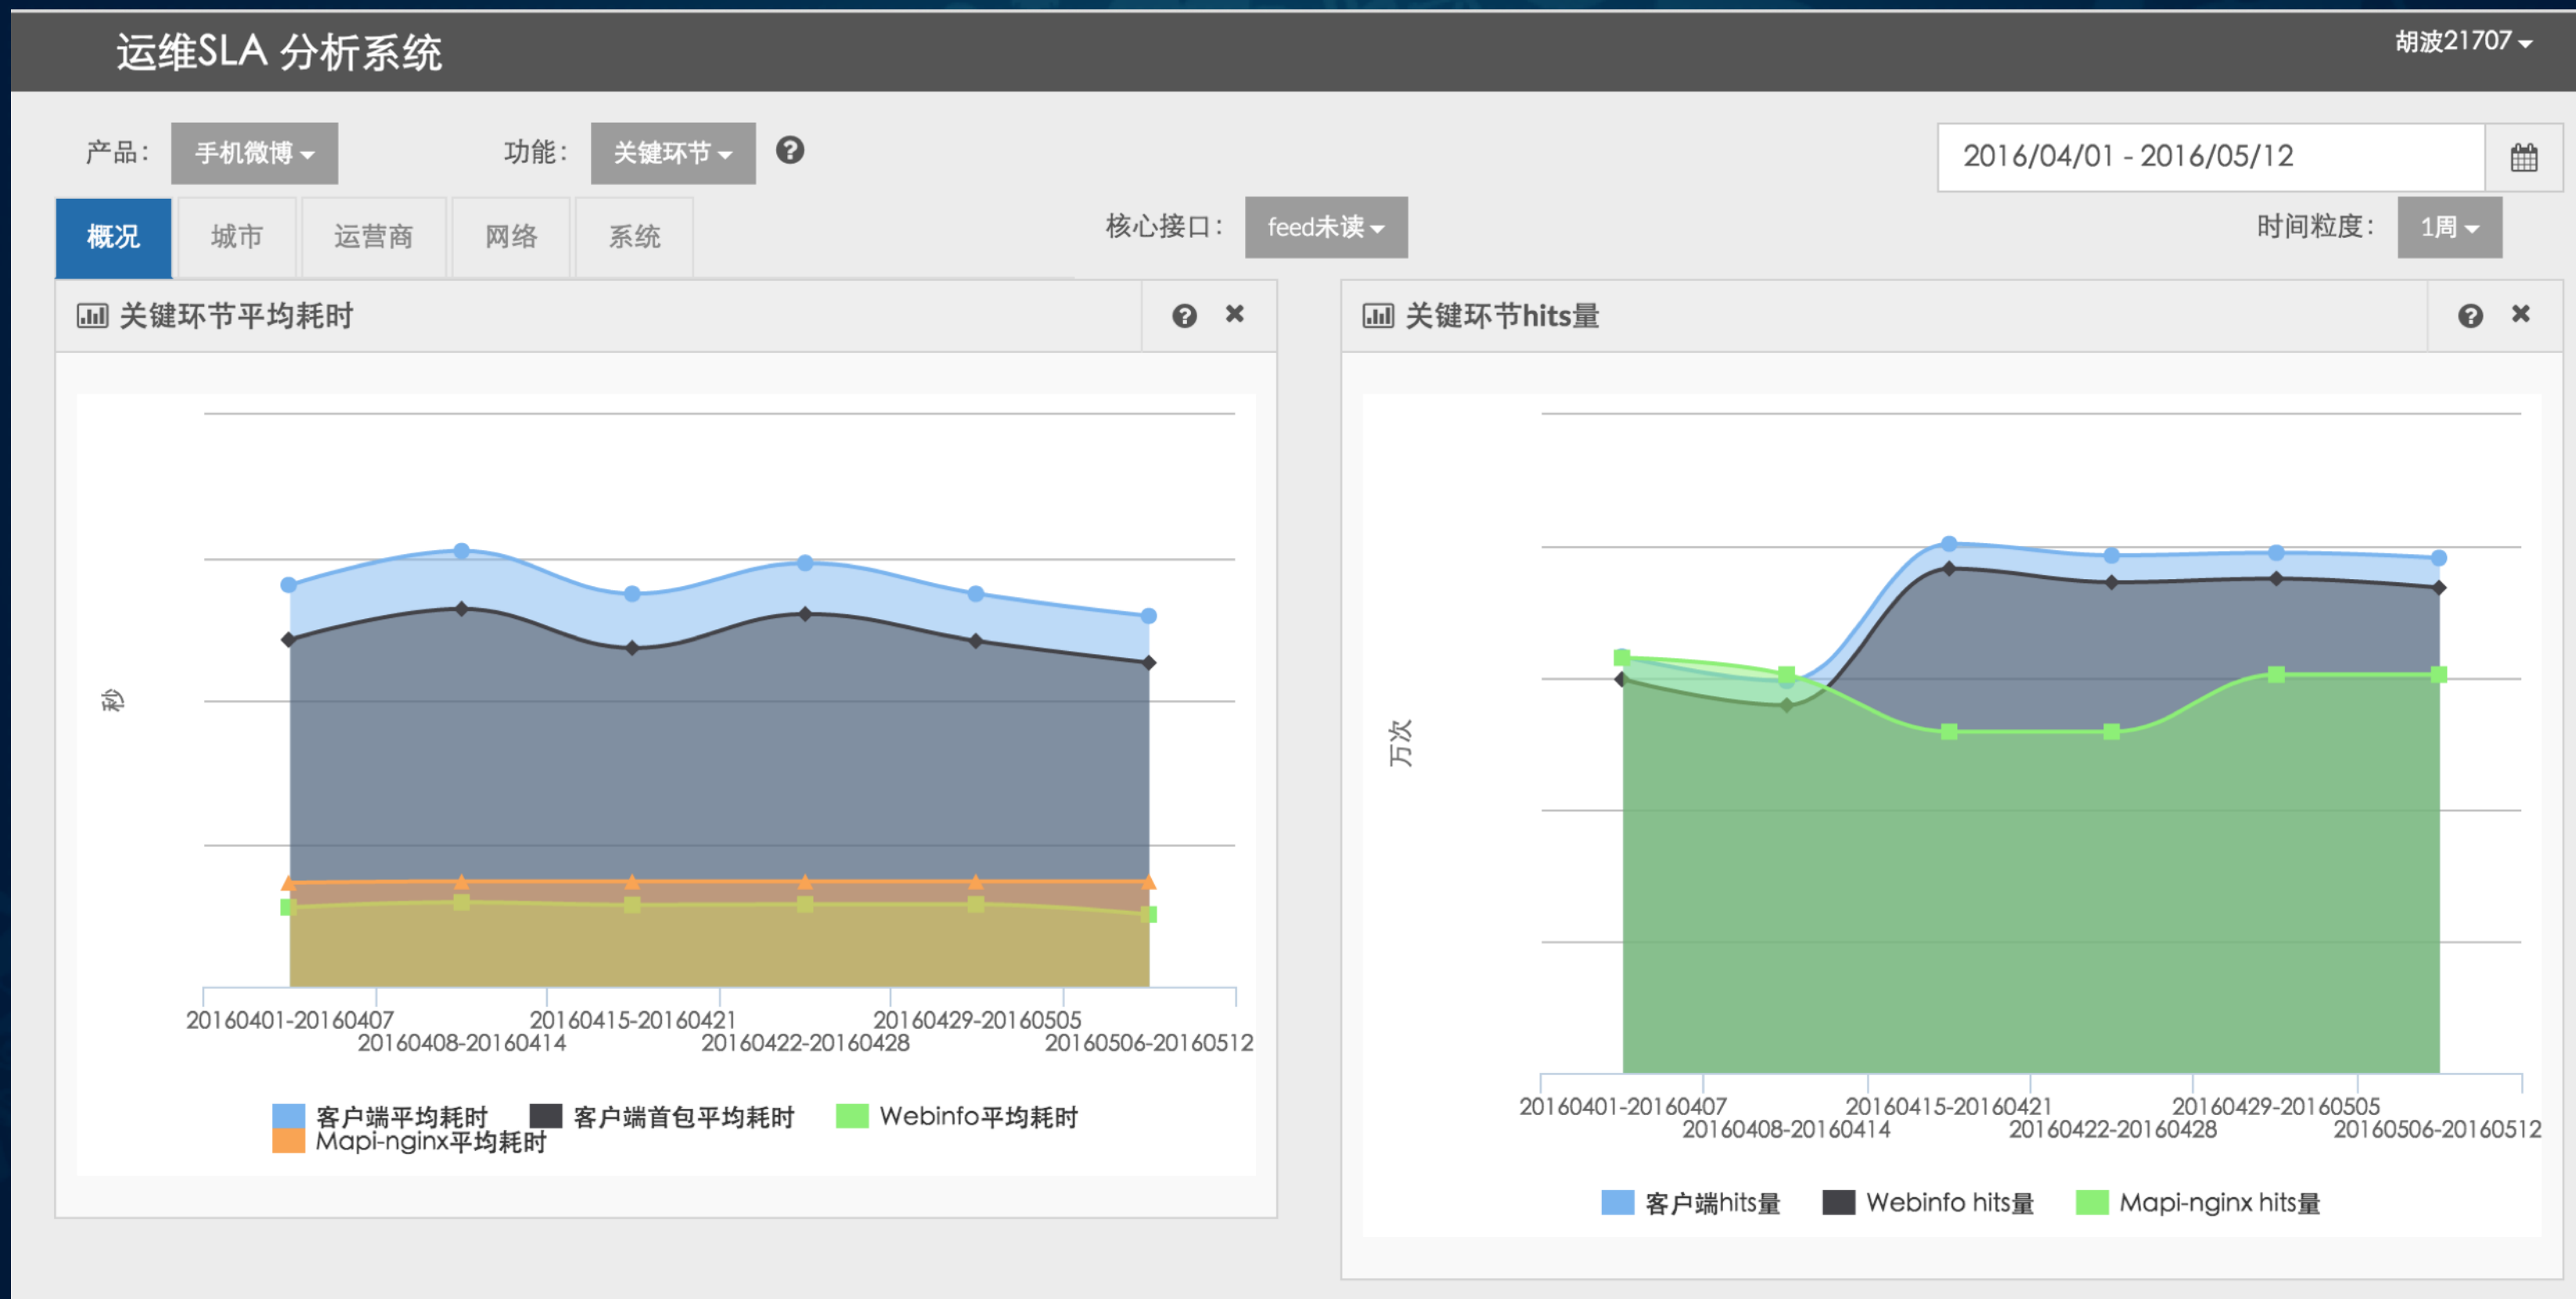 运维SLA 分析系统
胡波21707
产品：
手机微博
功能：
关键环节
2016/04/01 - 2016/05/12
概况
城市
运营商
网络
系统
核心接口：
feed未读
时间粒度：
1周
关键环节平均耗时
秒
20160401-20160407
20160408-20160414
20160415-20160421
20160422-20160428
20160429-20160505
20160506-20160512
客户端平均耗时
客户端首包平均耗时
Webinfo平均耗时
Mapi-nginx平均耗时
关键环节hits量
万次
20160401-20160407
20160408-20160414
20160415-20160421
20160422-20160428
20160429-20160505
20160506-20160512
客户端hits量
Webinfo hits量
Mapi-nginx hits量